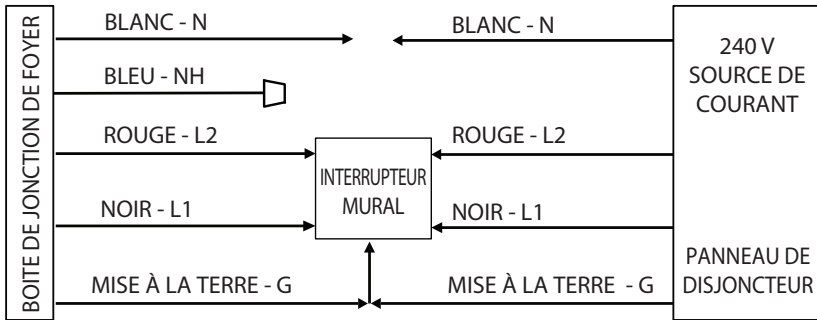 BOITE DE JONCTION DE FOYER
BLANC - N
BLEU - NH
ROUGE - L2
NOIR - L1
MISE À LA TERRE - G
INTERRUPTEUR
MURAL
BLANC - N
ROUGE - L2
NOIR - L1
MISE À LA TERRE - G
240 V
SOURCE DE
COURANT
PANNEAU DE
DISJONCTEUR